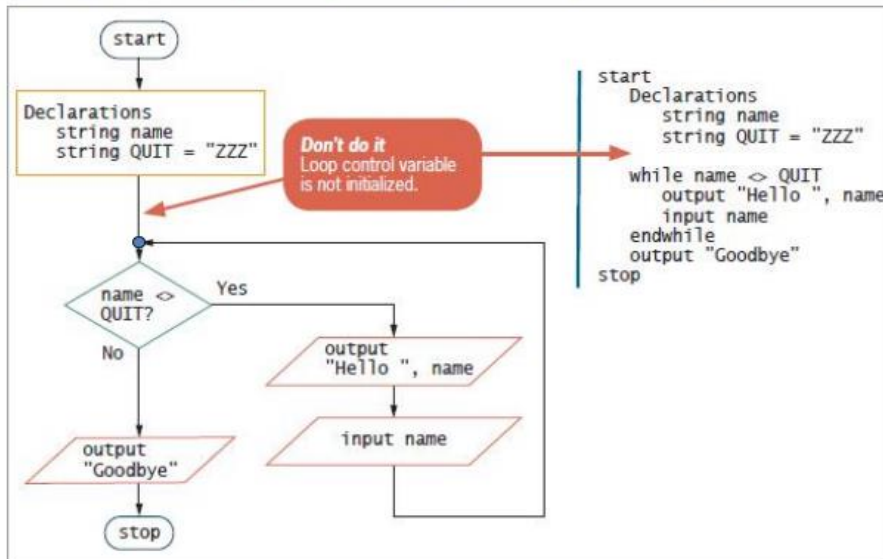 start
Declarations
string name
string QUIT = "ZZZ"
Don't do it
Loop control variable
is not initialized.
name <>
QUIT?
Yes
No
output
"Hello ", name
input name
output
"Goodbye"
stop
start
Declarations
string name
string QUIT = "ZZZ"
while name <> QUIT
output "Hello ", name
input name
endwhile
output "Goodbye"
stop